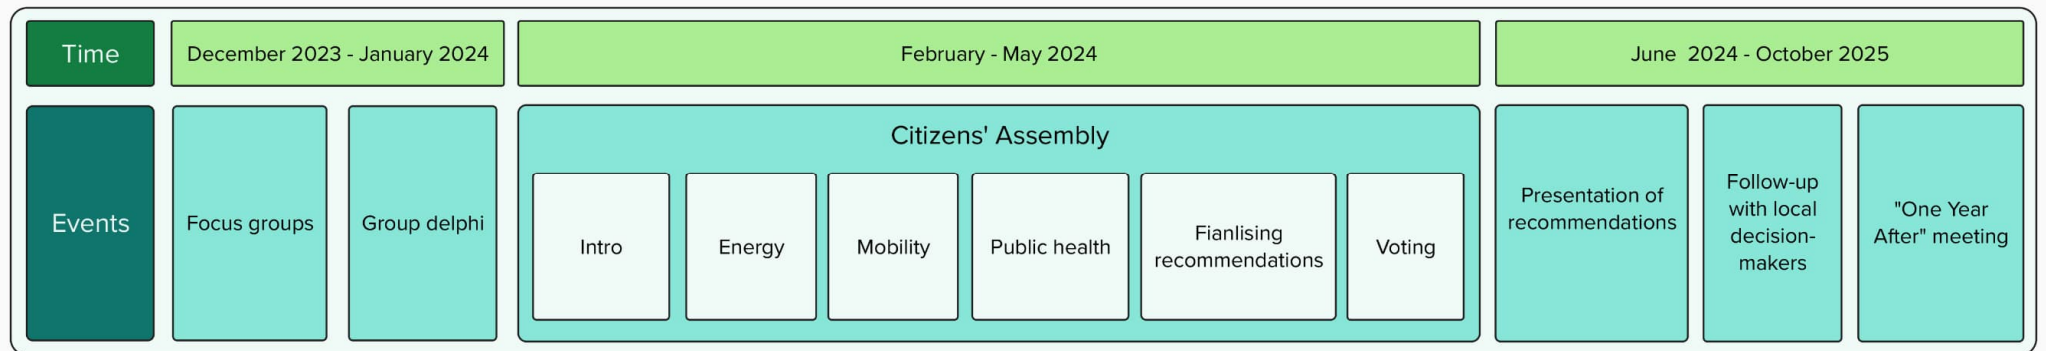 Time
December 2023 - January 2024
February - May 2024
June 2024 - October 2025
Events
Focus groups
Group delphi
Citizens' Assembly
Intro
Energy
Mobility
Public health
Fianlising
recommendations
Voting
Presentation of
recommendations
Follow-up
with local
decision-
makers
"One Year
After" meeting